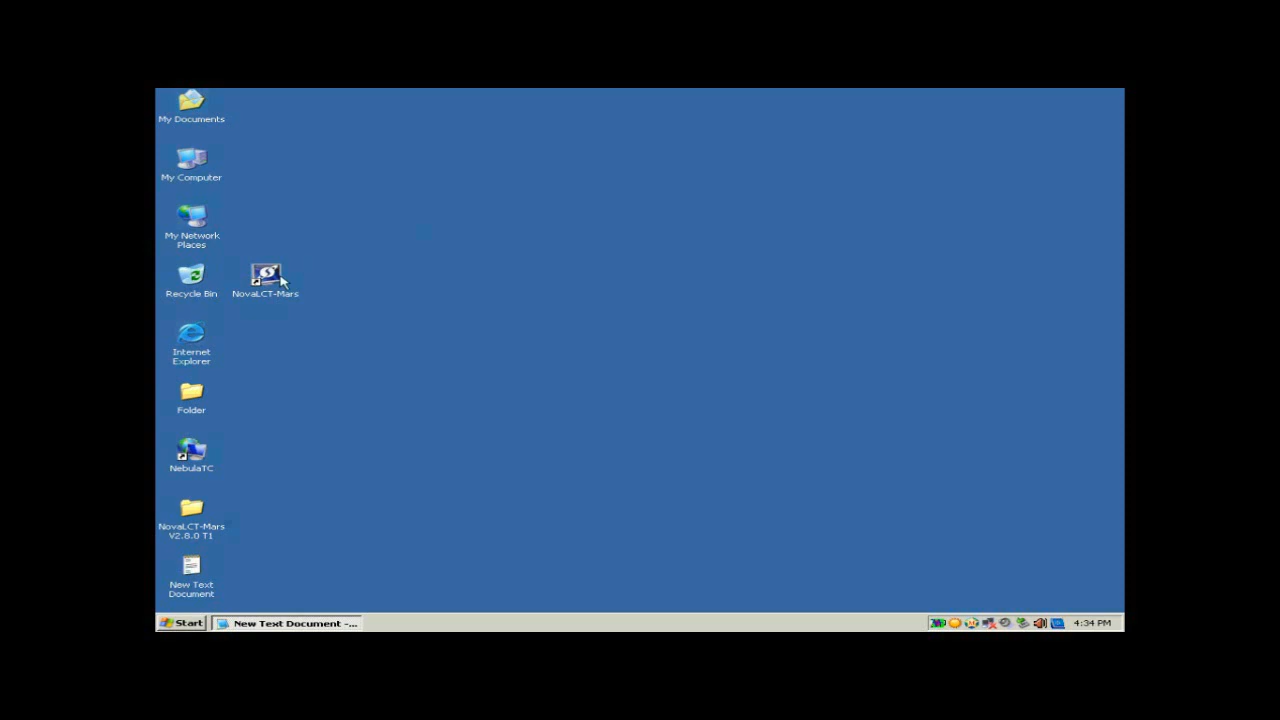 My Documents
My Computer
My Network
Places
Recycle Bin
NovaLCT-Mars
Internet
Explorer
Folder
NebulaTC
NovaLCT-Mars
V2.8.0 T1
New Text
Document
Start
New Text Document -...
4:34 PM